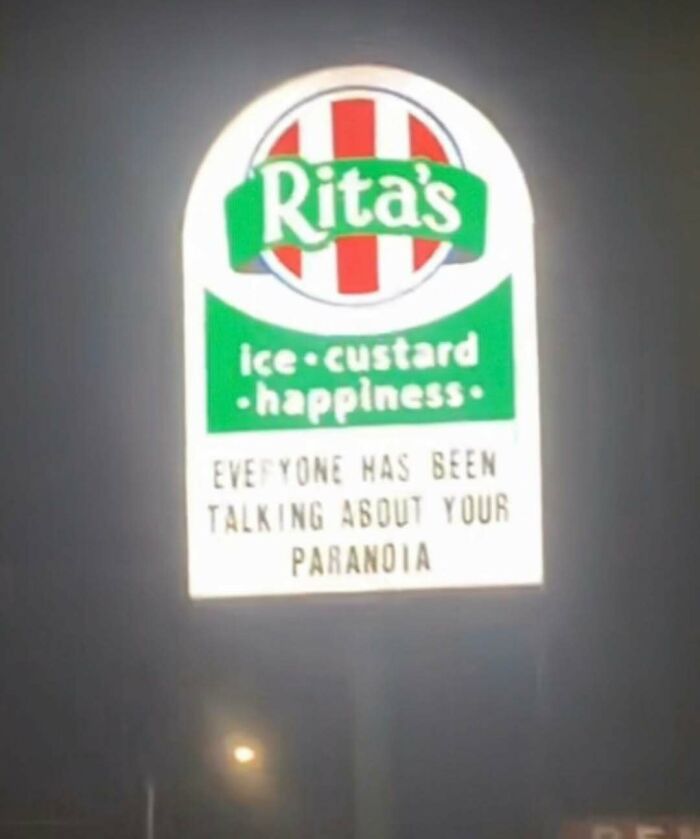 Rita's
ice • custard
• happiness •
EVERYONE HAS BEEN
TALKING ABOUT YOUR
PARANOIA